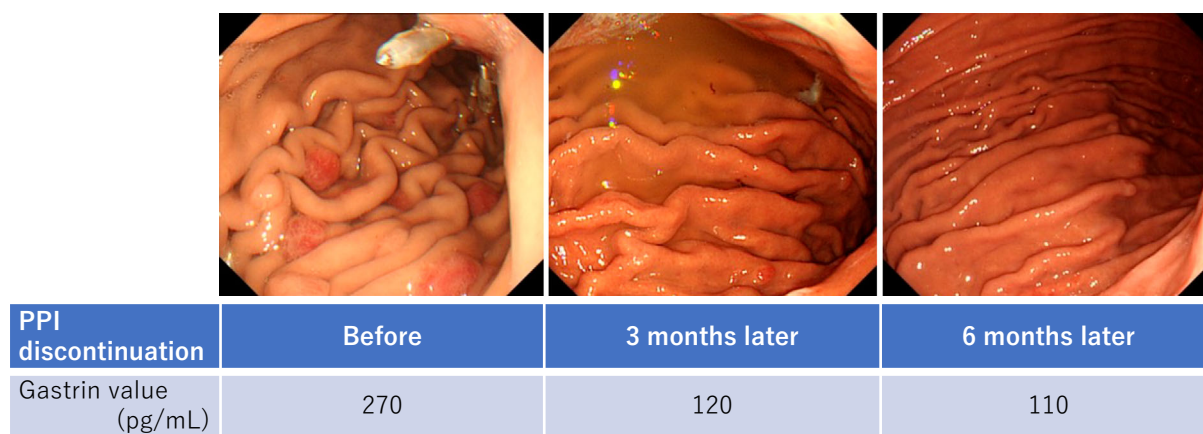 PPI
discontinuation
Before
3 months later
6 months later
Gastrin value
(pg/mL)
270
120
110